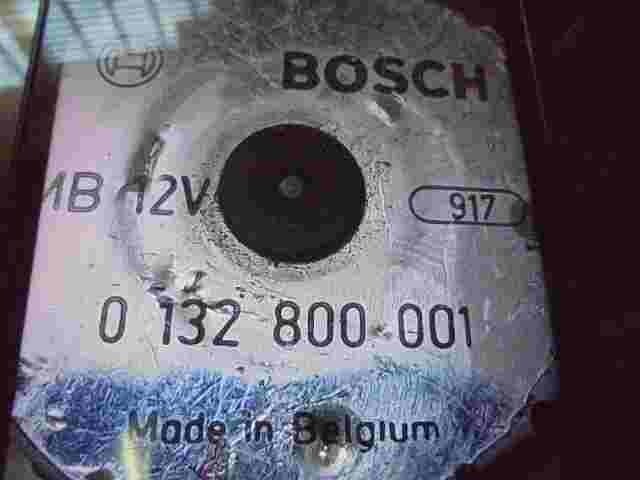 BOSCH
MB 12V 917
0 132 800 001
Made in Belgium